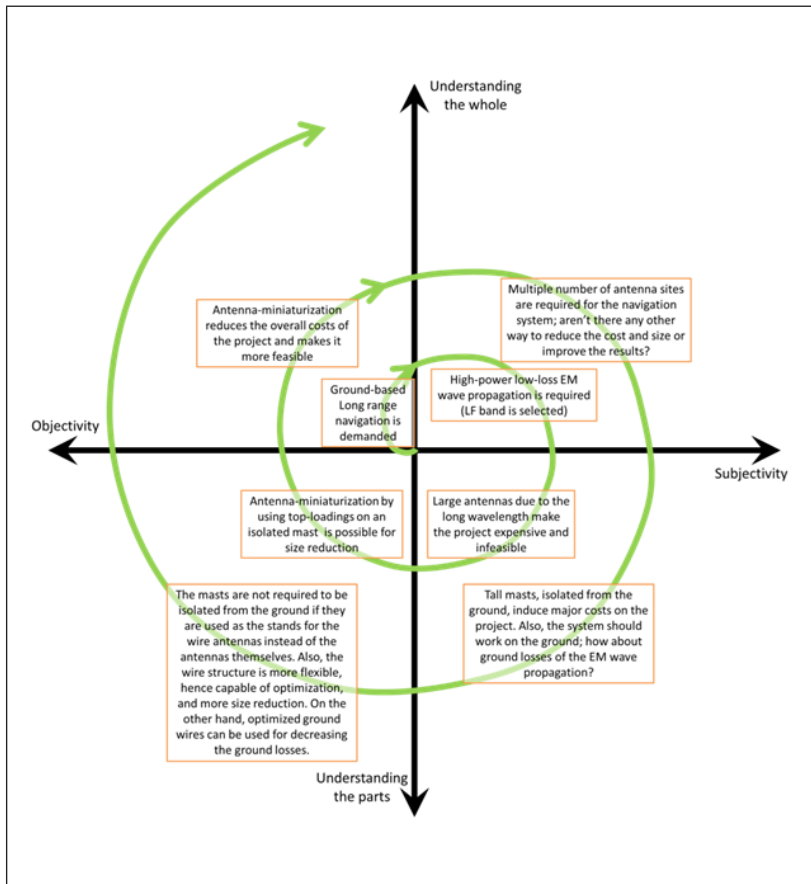 Understanding
the whole
Antenna-miniaturization
reduces the overall costs of
the project and makes it
more feasible
Multiple number of antenna sites
are required for the navigation
system; aren't there any other
way to reduce the cost and size or
improve the results?
Ground-based
Long range
navigation is
demanded
High-power low-loss EM
wave propagation is required
(LF band is selected)
Objectivity
Subjectivity
Antenna-miniaturization by
using top-loadings on an
isolated mast  is possible for
size reduction
Large antennas due to the
long wavelength make
the project expensive and
infeasible
The masts are not required to be
isolated from the ground if they
are used as the stands for the
wire antennas instead of the
antennas themselves. Also, the
wire structure is more flexible,
hence capable of optimization,
and more size reduction. On the
other hand, optimized ground
wires can be used for decreasing
the ground losses.
Tall masts, isolated from the
ground, induce major costs on the
project. Also, the system should
work on the ground; how about
ground losses of the EM wave
propagation?
Understanding
the parts